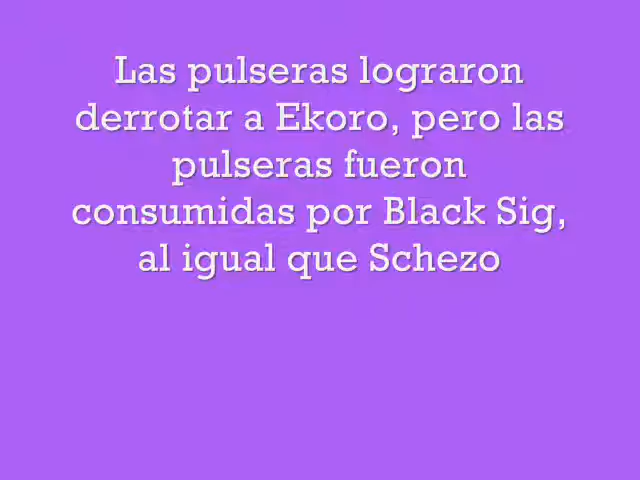 Las pulseras lograron
derrotar a Ekoro, pero las
pulseras fueron
consumidas por Black Sig,
al igual que Schezo